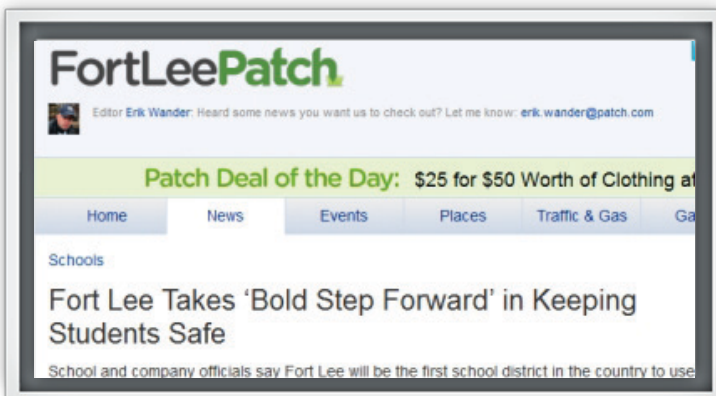 FortLeePatch
Editor Erik Wander: Heard some news you want us to check out? Let me know: erik.wander@patch.com
Patch Deal of the Day: $25 for $50 Worth of Clothing at
Home News Events Places Traffic & Gas Ga
Schools
Fort Lee Takes ‘Bold Step Forward’ in Keeping
Students Safe
School and company officials say Fort Lee will be the first school district in the country to use